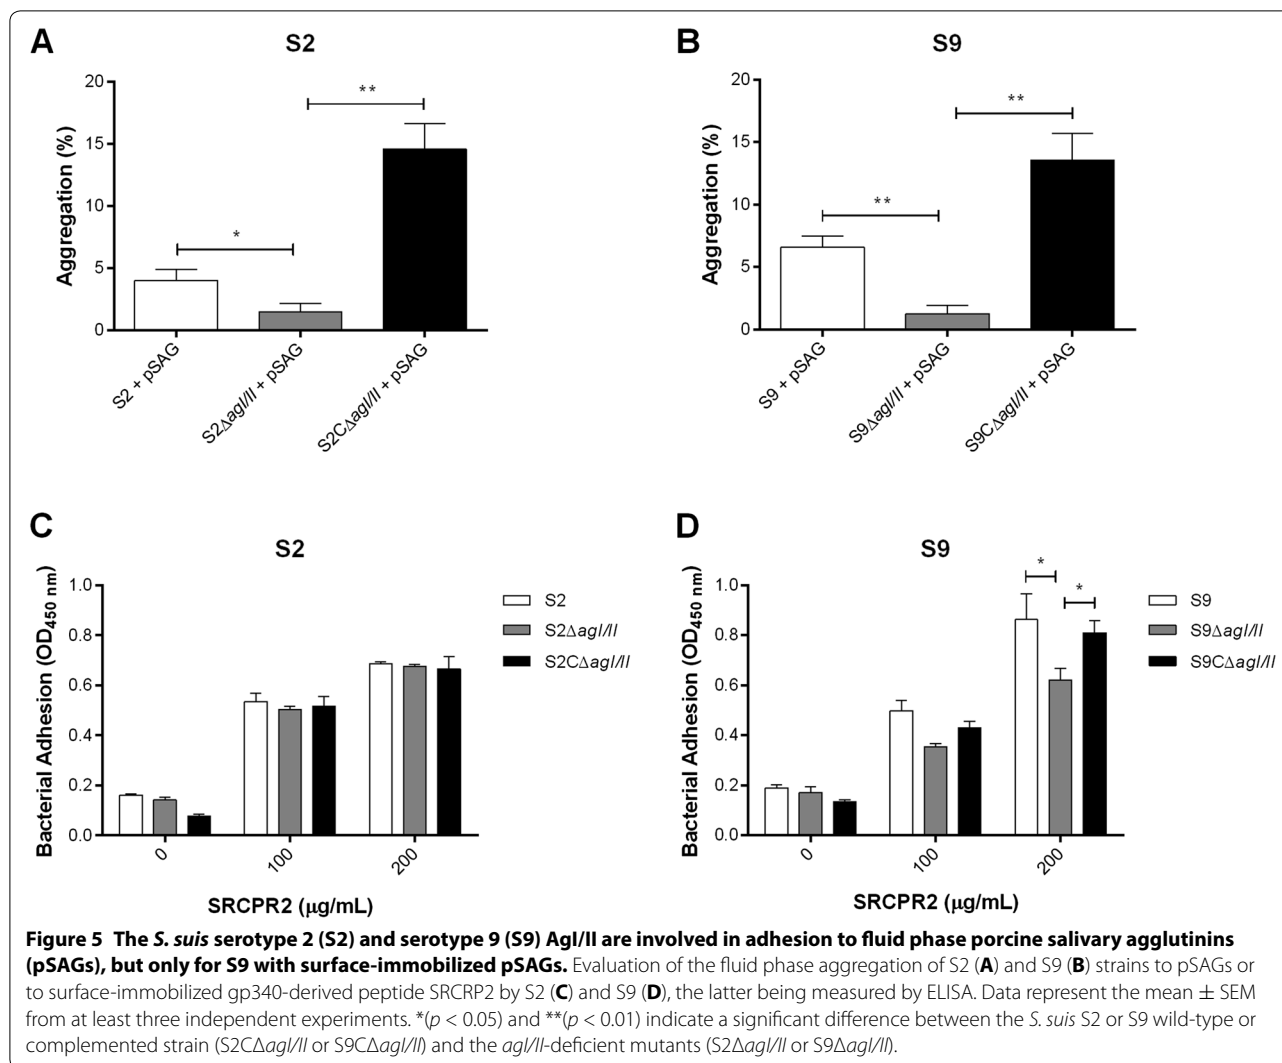 A
S2
Aggregation (%)
20
15
10
5
0
*
**
S2 + pSAG
S2ΔagI/II + pSAG
S2CΔagI/II + pSAG
B
S9
Aggregation (%)
20
15
10
5
0
**
**
S9 + pSAG
S9ΔagI/II + pSAG
S9CΔagI/II + pSAG
C
S2
Bacterial Adhesion (OD450 nm)
1.0
0.8
0.6
0.4
0.2
0.0
0
100
200
SRCPR2 (µg/mL)
S2
S2ΔagI/II
S2CΔagI/II
D
S9
Bacterial Adhesion (OD450 nm)
1.0
0.8
0.6
0.4
0.2
0.0
*
*
0
100
200
SRCPR2 (µg/mL)
S9
S9ΔagI/II
S9CΔagI/II
Figure 5 The S. suis serotype 2 (S2) and serotype 9 (S9) AgI/II are involved in adhesion to fluid phase porcine salivary agglutinins
(pSAGs), but only for S9 with surface-immobilized pSAGs. Evaluation of the fluid phase aggregation of S2 (A) and S9 (B) strains to pSAGs or
to surface-immobilized gp340-derived peptide SRCRP2 by S2 (C) and S9 (D), the latter being measured by ELISA. Data represent the mean ± SEM
from at least three independent experiments. *(p < 0.05) and **(p < 0.01) indicate a significant difference between the S. suis S2 or S9 wild-type or
complemented strain (S2CΔagI/II or S9CΔagI/II) and the agI/II-deficient mutants (S2ΔagI/II or S9ΔagI/II).